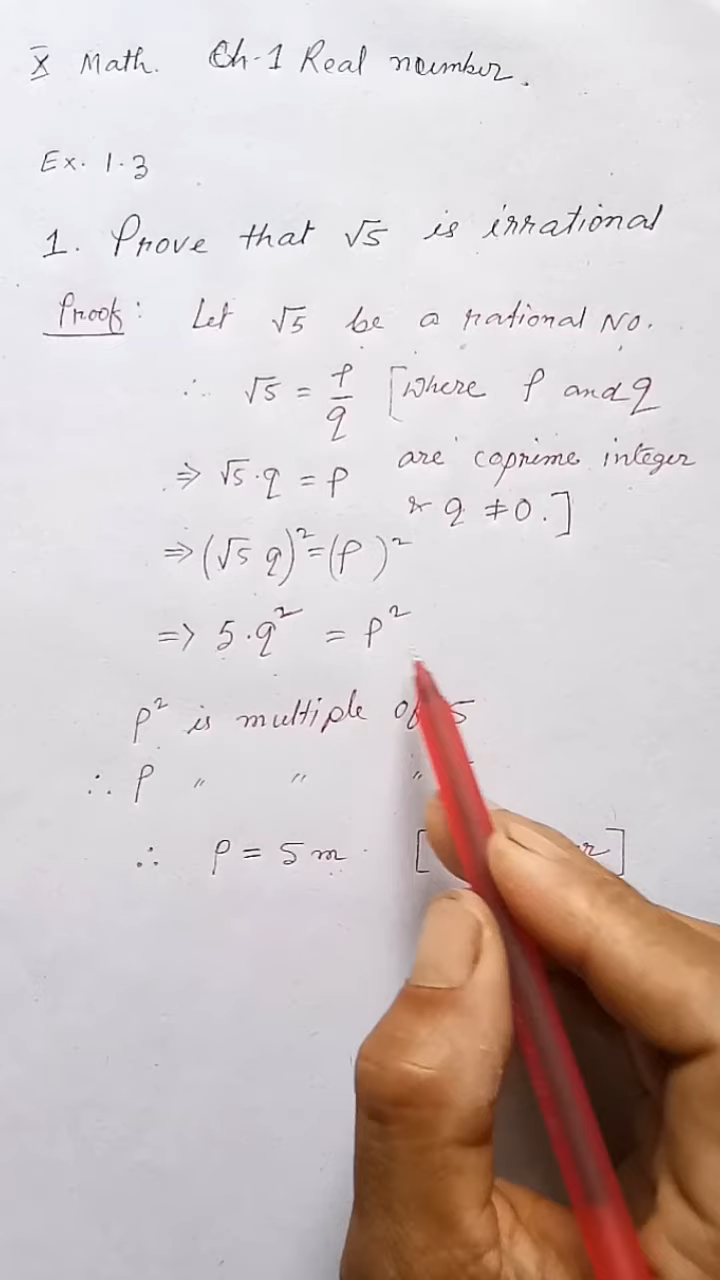 X Math. Ch-1 Real number.
Ex. 1.3
1. Prove that √5 is irrational
Proof: Let √5 be a rational No.
∴ √5 = p/q [where p and q
⇒ √5·q = p are coprime integer
& q ≠ 0.]
⇒ (√5 q)² = (p)²
⇒ 5·q² = p²
p² is multiple of 5
∴ p " " "
∴ p = 5m. [ ]